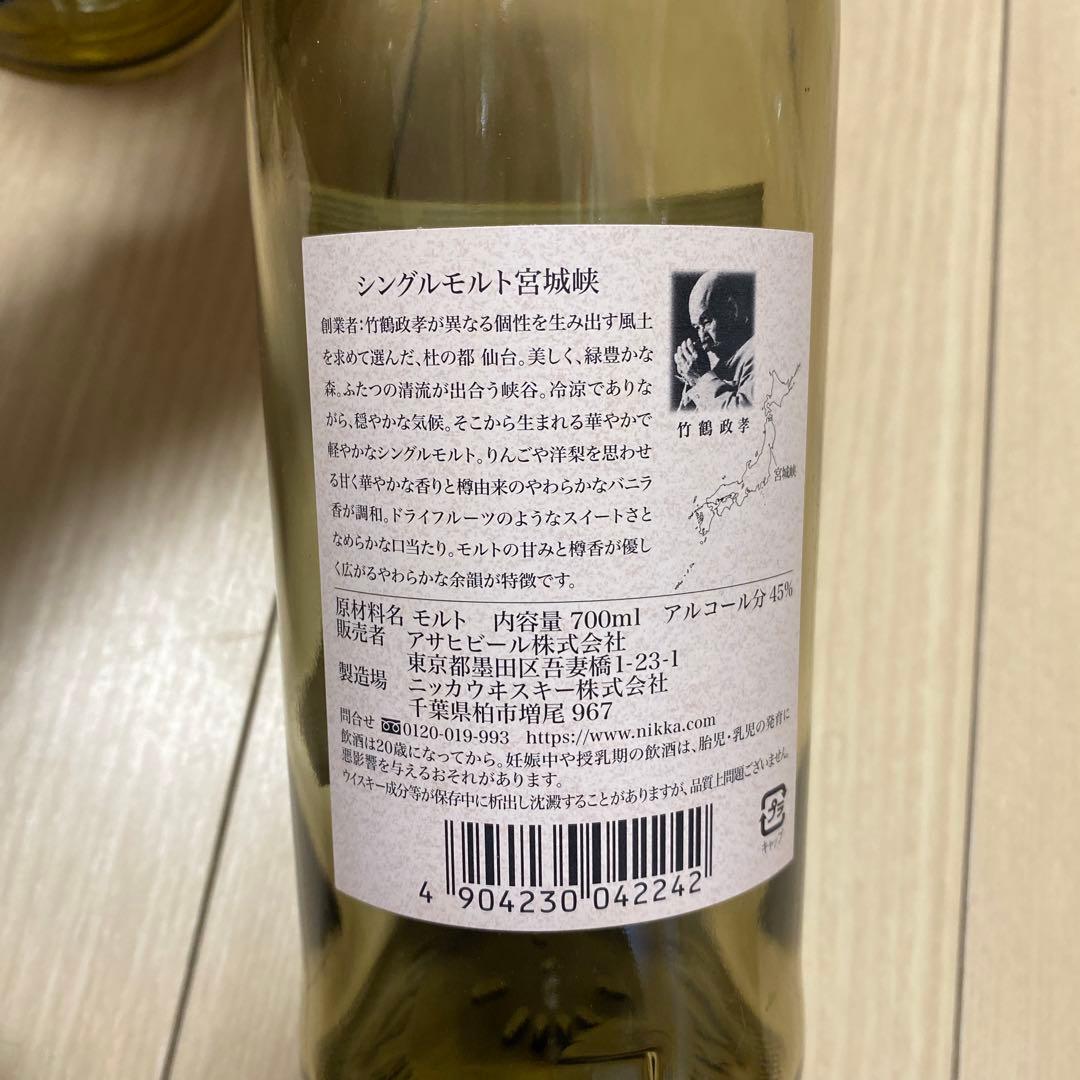 シングルモルト宮城峡
創業者：竹鶴政孝が異なる個性を生み出す風土
を求めて選んだ、杜の都 仙台。美しく、緑豊かな
森。ふたつの清流が出合う峡谷。冷涼でありな
がら、穏やかな気候。そこから生まれる華やかで
軽やかなシングルモルト。りんごや洋梨を思わせ
る甘く華やかな香りと樽由来のやわらかなバニラ
香が調和。ドライフルーツのようなスイートさと
なめらかな口当たり。モルトの甘みと樽香が優し
く広がるやわらかな余韻が特徴です。
竹鶴政孝
宮城峡
原材料名 モルト 内容量 700ml アルコール分 45%
販売者 アサヒビール株式会社
東京都墨田区吾妻橋1-23-1
製造場 ニッカウヰスキー株式会社
千葉県柏市増尾 967
問合せ 0120-019-993 https://www.nikka.com
飲酒は20歳になってから。妊娠中や授乳期の飲酒は、胎児・乳児の発育に
悪影響を与えるおそれがあります。
ウイスキー成分等が保存中に析出し沈澱することがありますが、品質上問題ございません。
プラ
キャップ
4 904230 042242